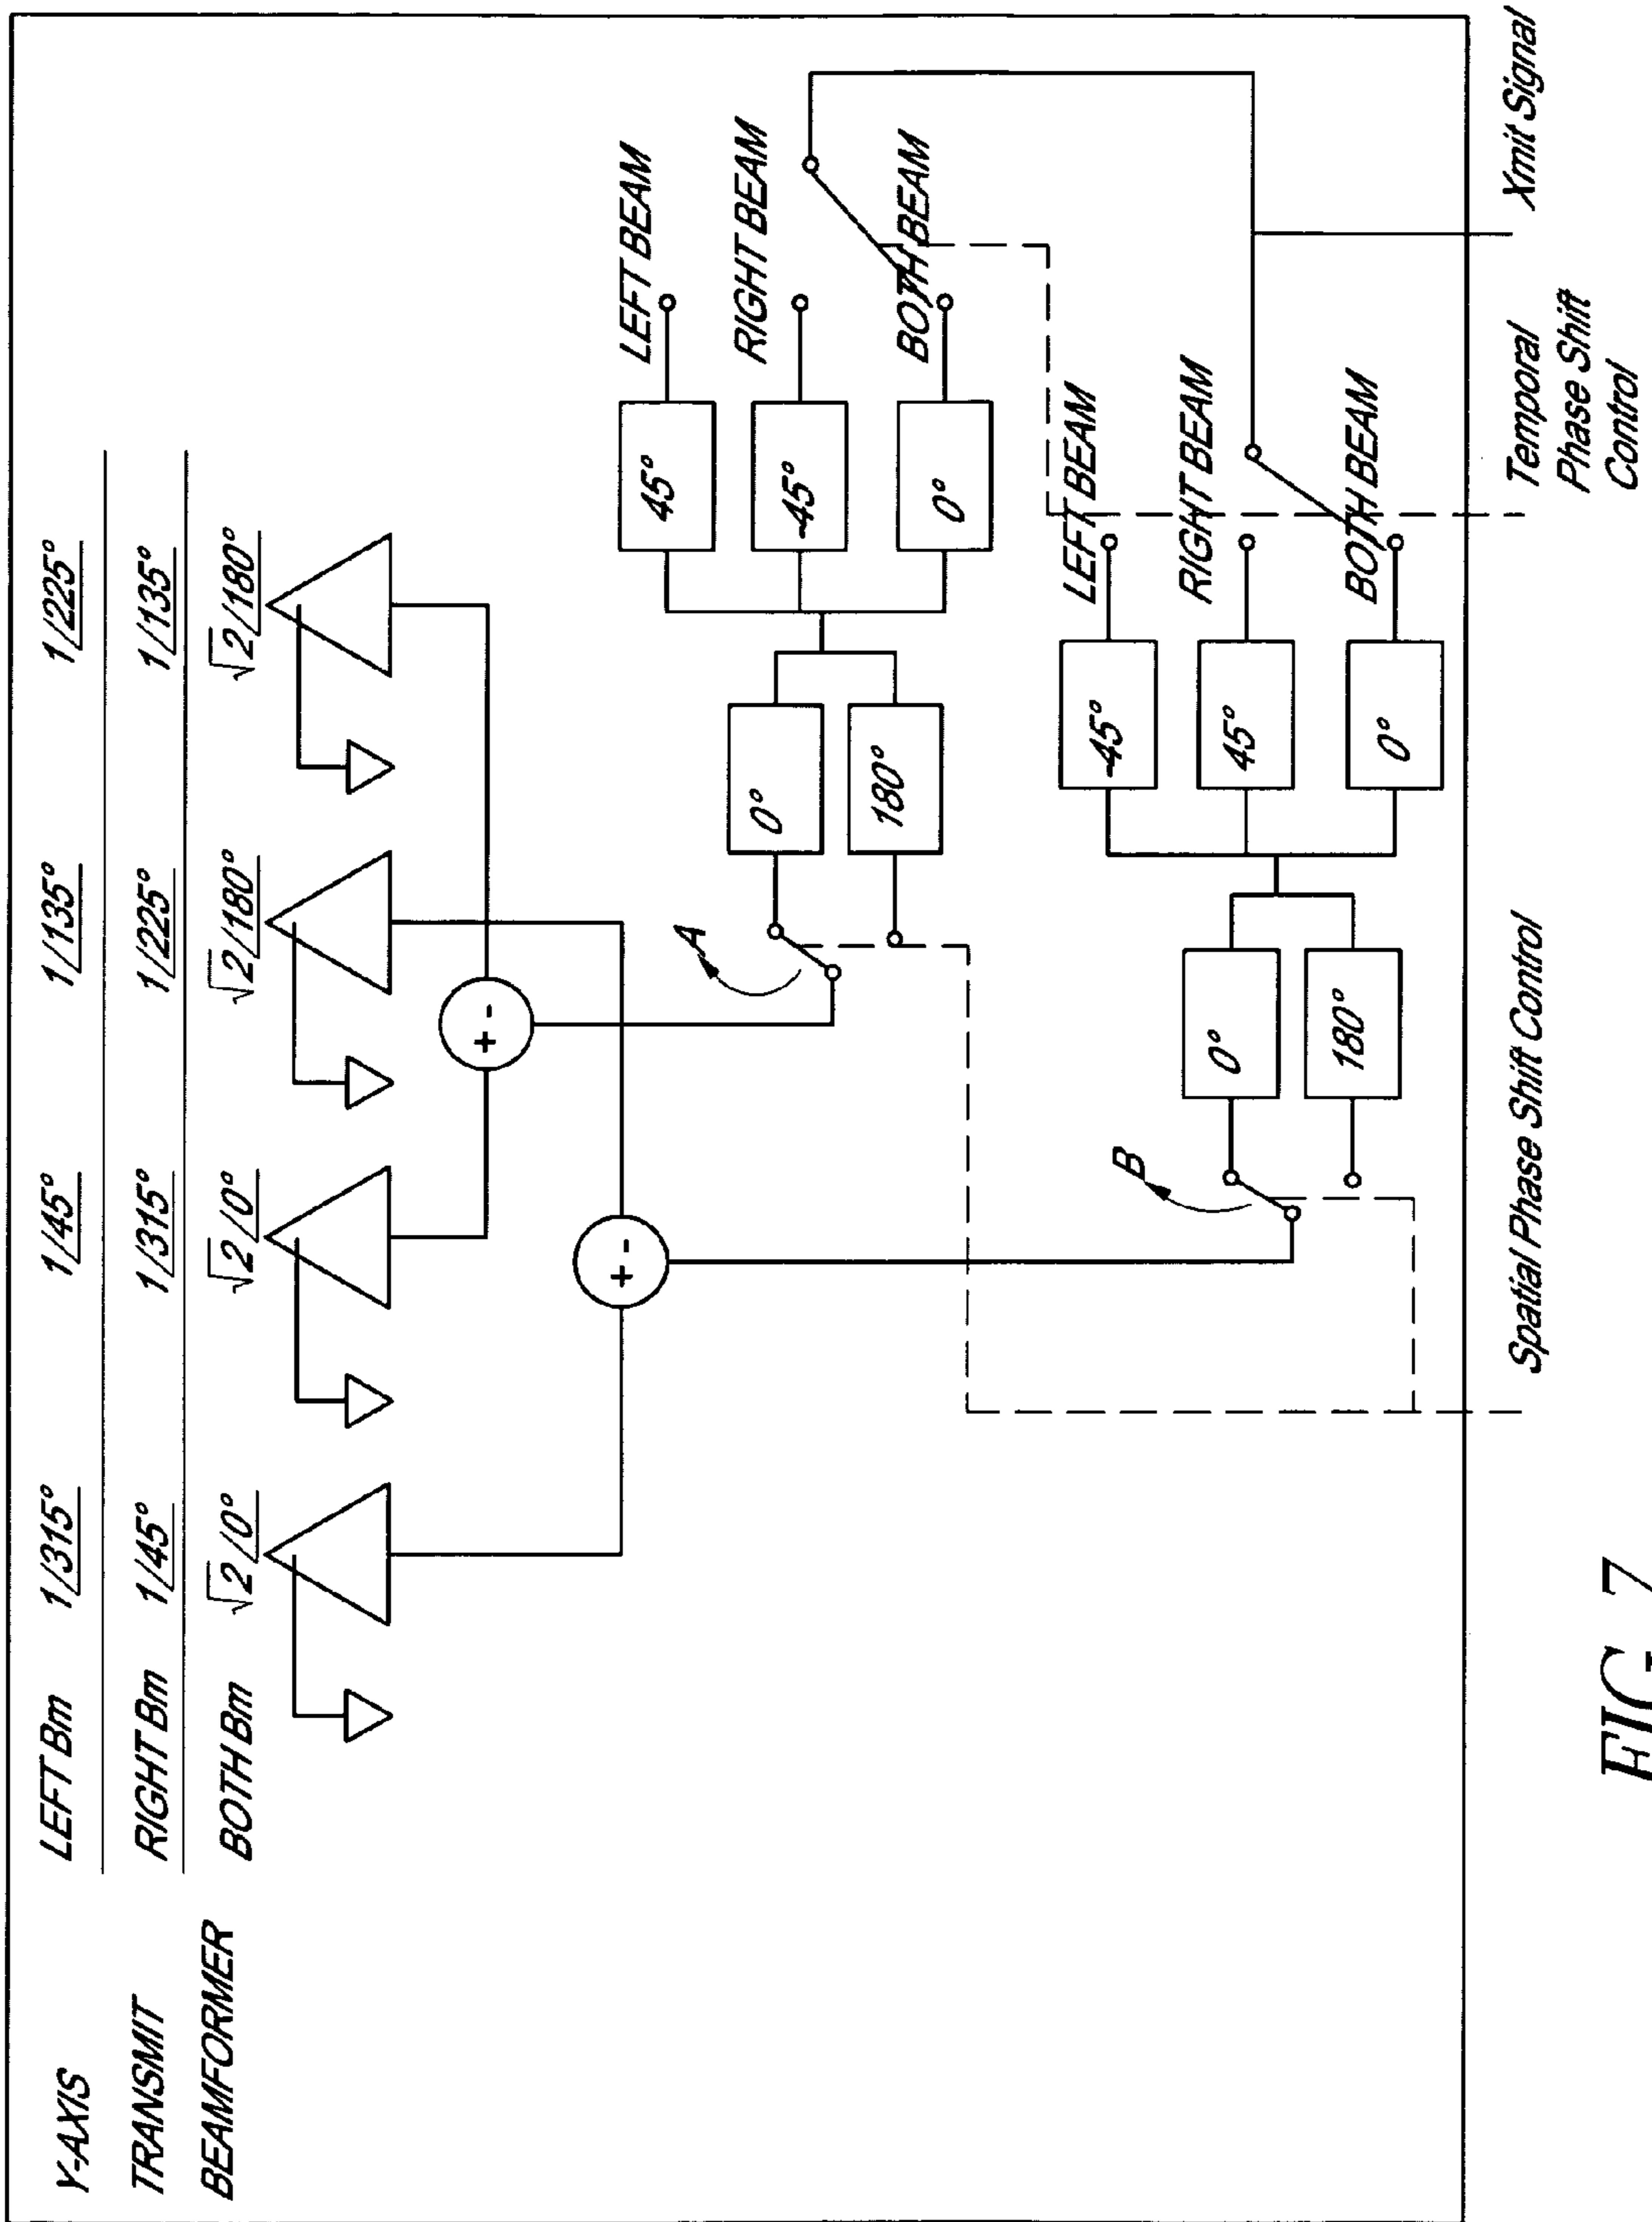 Y-AXIS LEFT Bm 1/315° 1/45° 1/135° 1/225°
TRANSMIT RIGHT Bm 1/45° 1/315° 1/225° 1/135°
BEAMFORMER BOTH Bm √2/0° √2/0° √2/180° √2/180°
+ -
+ -
A
0°
180°
45°
-45°
0°
LEFT BEAM
RIGHT BEAM
BOTH BEAM
B
0°
180°
-45°
45°
0°
LEFT BEAM
RIGHT BEAM
BOTH BEAM
Spatial Phase Shift Control
Temporal
Phase Shift
Control
Xmit Signal
FIG. 7